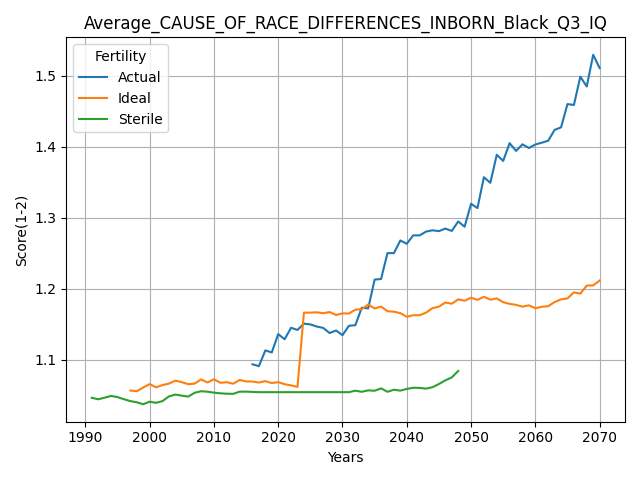 Average_CAUSE_OF_RACE_DIFFERENCES_INBORN_Black_Q3_IQ
Fertility
Actual
Ideal
Sterile
Score(1-2)
1.5
1.4
1.3
1.2
1.1
1990 2000 2010 2020 2030 2040 2050 2060 2070
Years